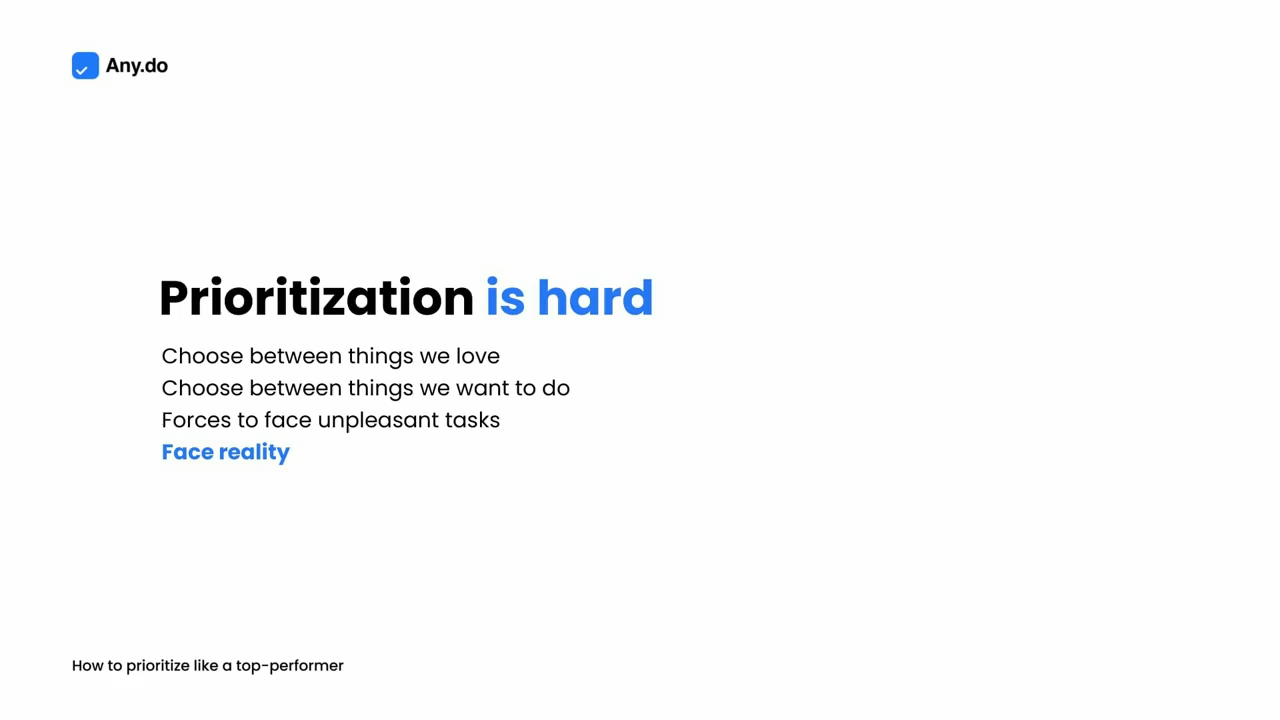 Any.do
Prioritization is hard
Choose between things we love
Choose between things we want to do
Forces to face unpleasant tasks
Face reality
How to prioritize like a top-performer